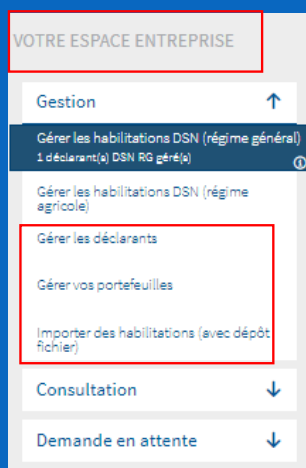 VOTRE ESPACE ENTREPRISE
Gestion
Gérer les habilitations DSN (régime général)
1 déclarant(s) DSN RG géré(s)
Gérer les habilitations DSN (régime
agricole)
Gérer les déclarants
Gérer vos portefeuilles
Importer des habilitations (avec dépôt
fichier)
Consultation
Demande en attente